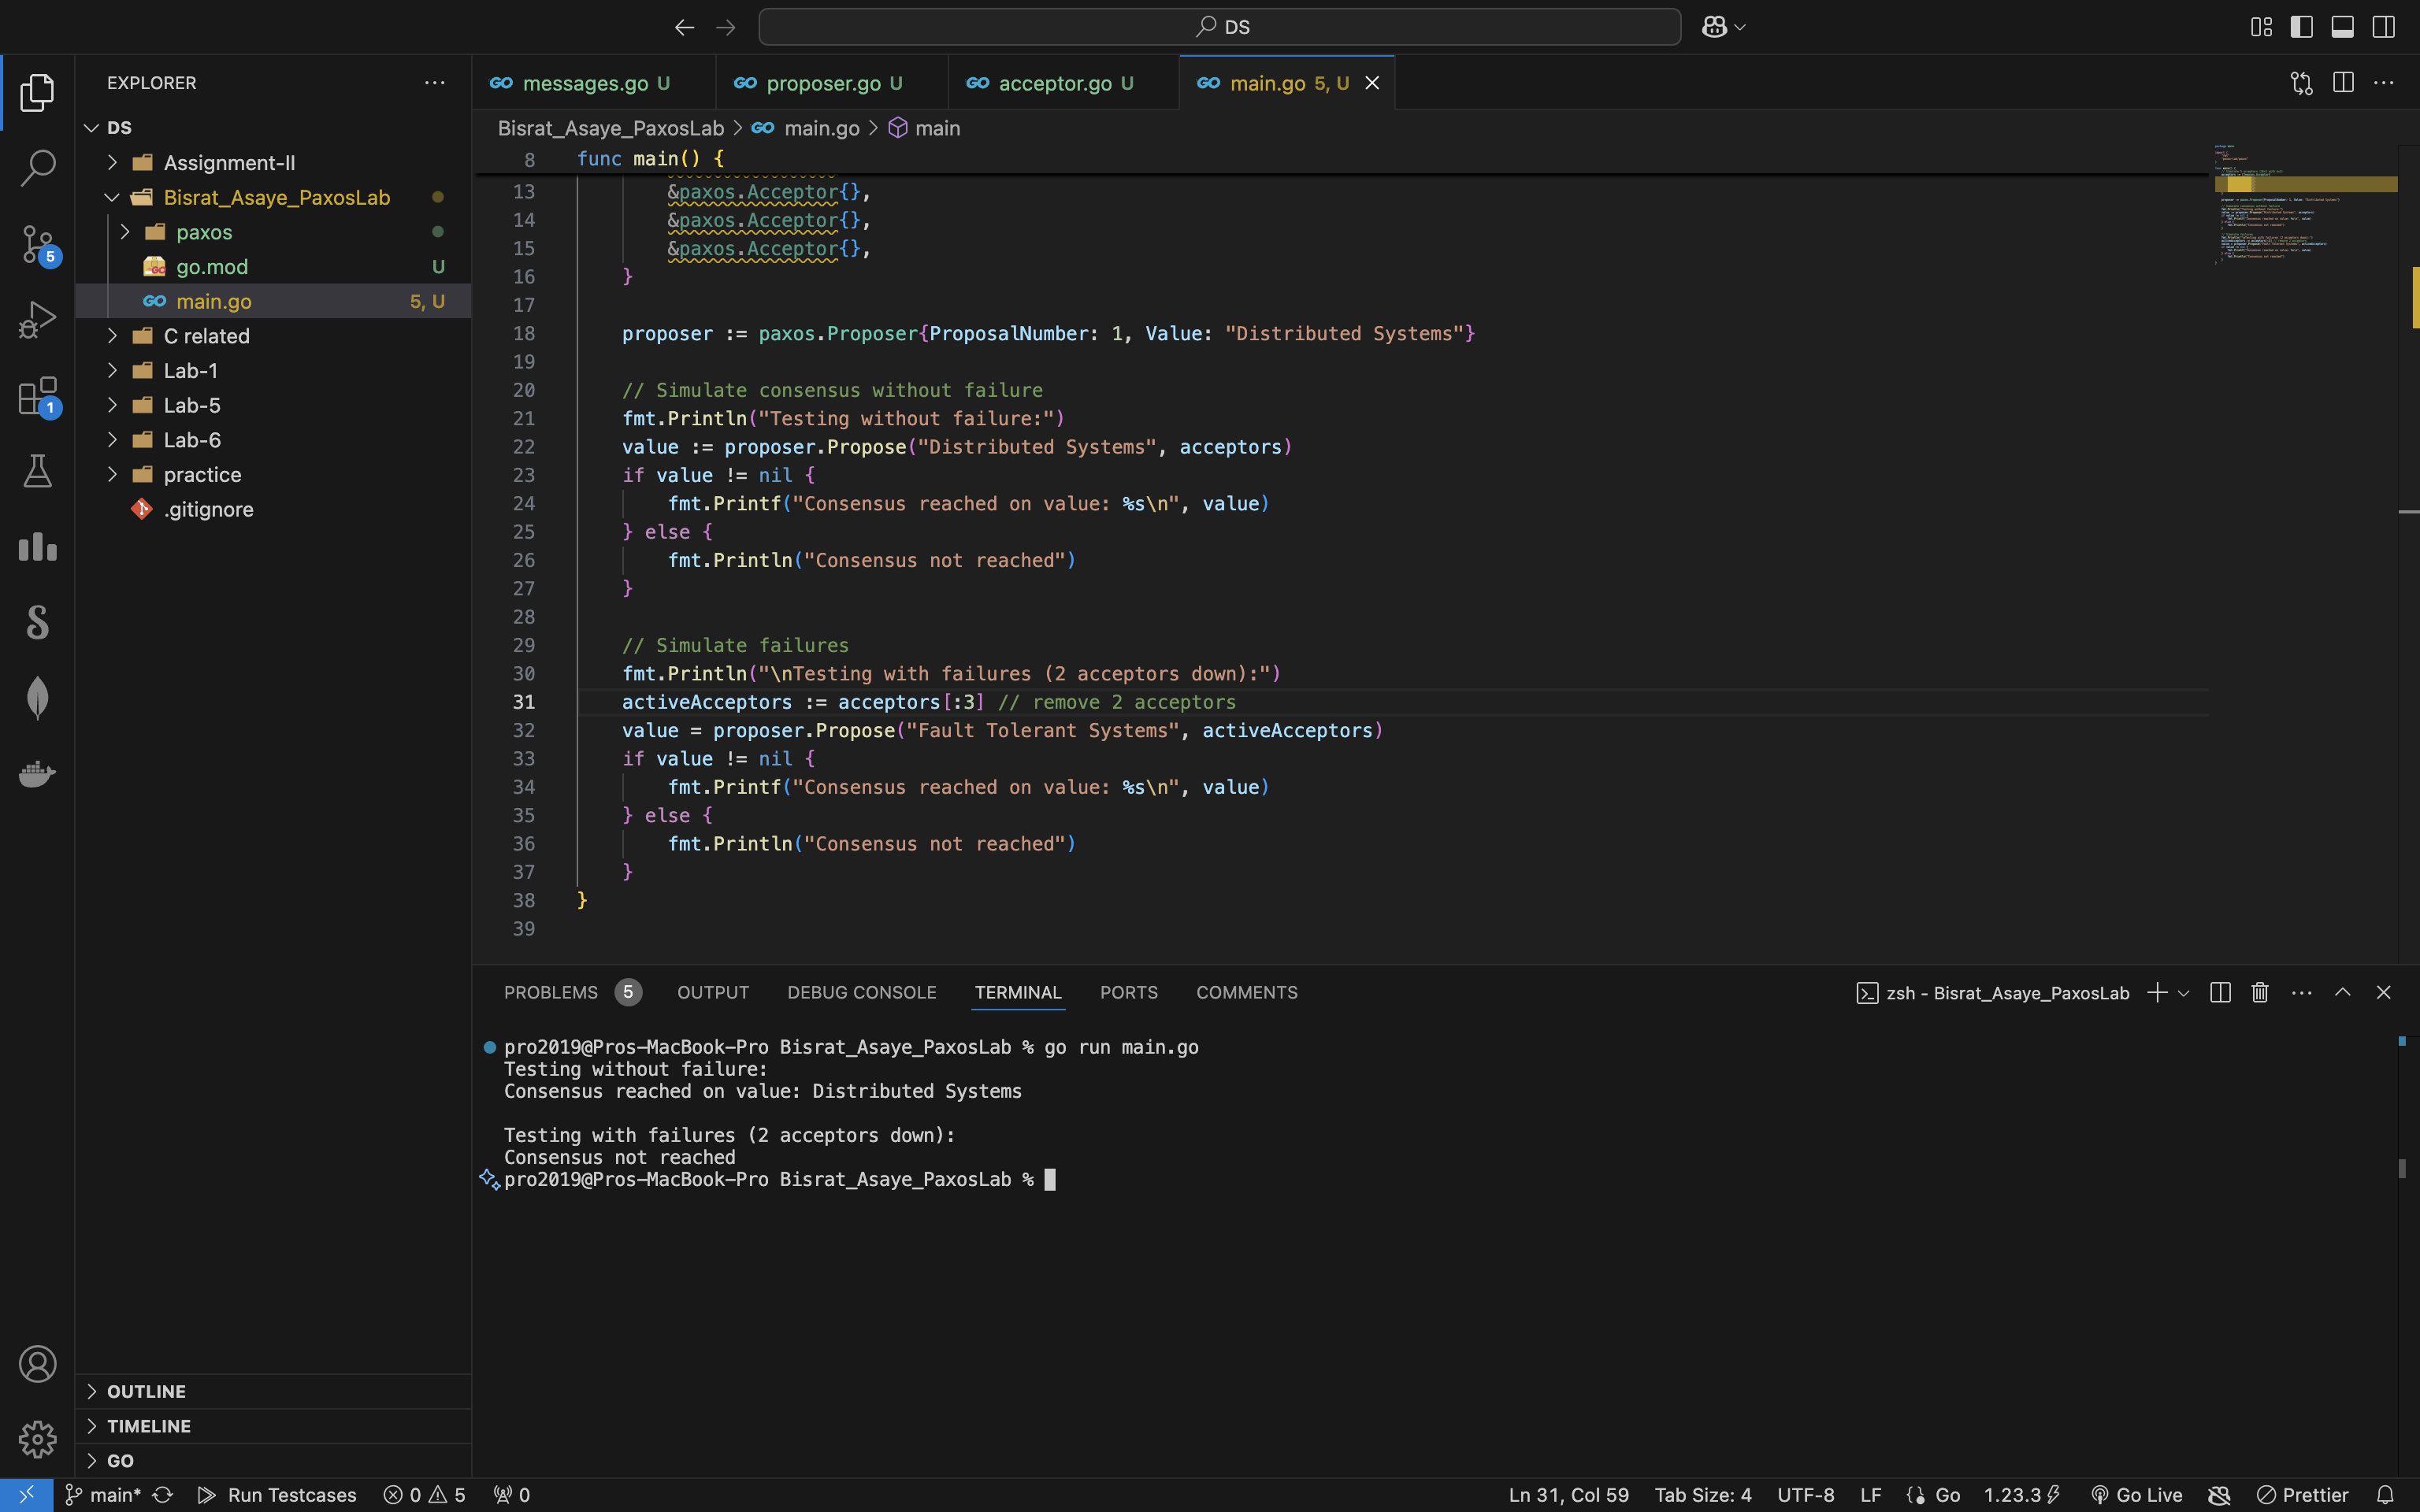 DS
EXPLORER
DS
Assignment-II
Bisrat_Asaye_PaxosLab
paxos
go.mod U
main.go 5, U
C related
Lab-1
Lab-5
Lab-6
practice
.gitignore
OUTLINE
TIMELINE
GO
5
1
messages.go U
proposer.go U
acceptor.go U
main.go 5, U
Bisrat_Asaye_PaxosLab > main.go > main
8 func main() {
13 &paxos.Acceptor{},
14 &paxos.Acceptor{},
15 &paxos.Acceptor{},
16 }
17
18 proposer := paxos.Proposer{ProposalNumber: 1, Value: "Distributed Systems"}
19
20 // Simulate consensus without failure
21 fmt.Println("Testing without failure:")
22 value := proposer.Propose("Distributed Systems", acceptors)
23 if value != nil {
24 fmt.Printf("Consensus reached on value: %s\n", value)
25 } else {
26 fmt.Println("Consensus not reached")
27 }
28
29 // Simulate failures
30 fmt.Println("\nTesting with failures (2 acceptors down):")
31 activeAcceptors := acceptors[:3] // remove 2 acceptors
32 value = proposer.Propose("Fault Tolerant Systems", activeAcceptors)
33 if value != nil {
34 fmt.Printf("Consensus reached on value: %s\n", value)
35 } else {
36 fmt.Println("Consensus not reached")
37 }
38 }
39
PROBLEMS 5 OUTPUT DEBUG CONSOLE TERMINAL PORTS COMMENTS
zsh - Bisrat_Asaye_PaxosLab
pro2019@Pros-MacBook-Pro Bisrat_Asaye_PaxosLab % go run main.go
Testing without failure:
Consensus reached on value: Distributed Systems
Testing with failures (2 acceptors down):
Consensus not reached
pro2019@Pros-MacBook-Pro Bisrat_Asaye_PaxosLab %
main* Run Testcases 0 5 0 Ln 31, Col 59 Tab Size: 4 UTF-8 LF Go 1.23.3 Go Live Prettier